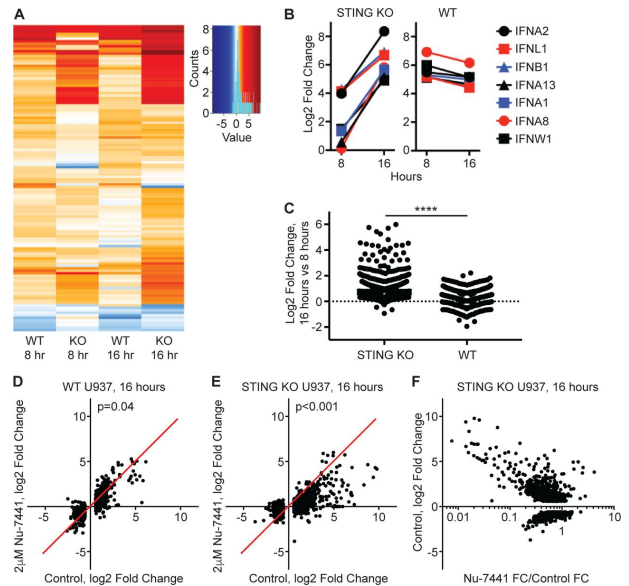 A
8
6
4
2
0
Counts
-5
0
5
Value
WT
8 hr
KO
8 hr
WT
16 hr
KO
16 hr
B
STING KO
WT
Log2 Fold Change
8
6
4
2
0
8
6
4
2
0
8
16
8
16
Hours
IFNA2
IFNL1
IFNB1
IFNA13
IFNA1
IFNA8
IFNW1
C
****
Log2 Fold Change,
16 hours vs 8 hours
6
4
2
0
-2
STING KO
WT
D
WT U937, 16 hours
p=0.04
2µM Nu-7441, log2 Fold Change
10
5
-5
-5
5
10
Control, log2 Fold Change
E
STING KO U937, 16 hours
p<0.001
2µM Nu-7441, log2 Fold Change
10
5
-5
-5
5
10
Control, log2 Fold Change
F
STING KO U937, 16 hours
Control, log2 Fold Change
10
5
-5
0.01
0.1
1
10
Nu-7441 FC/Control FC